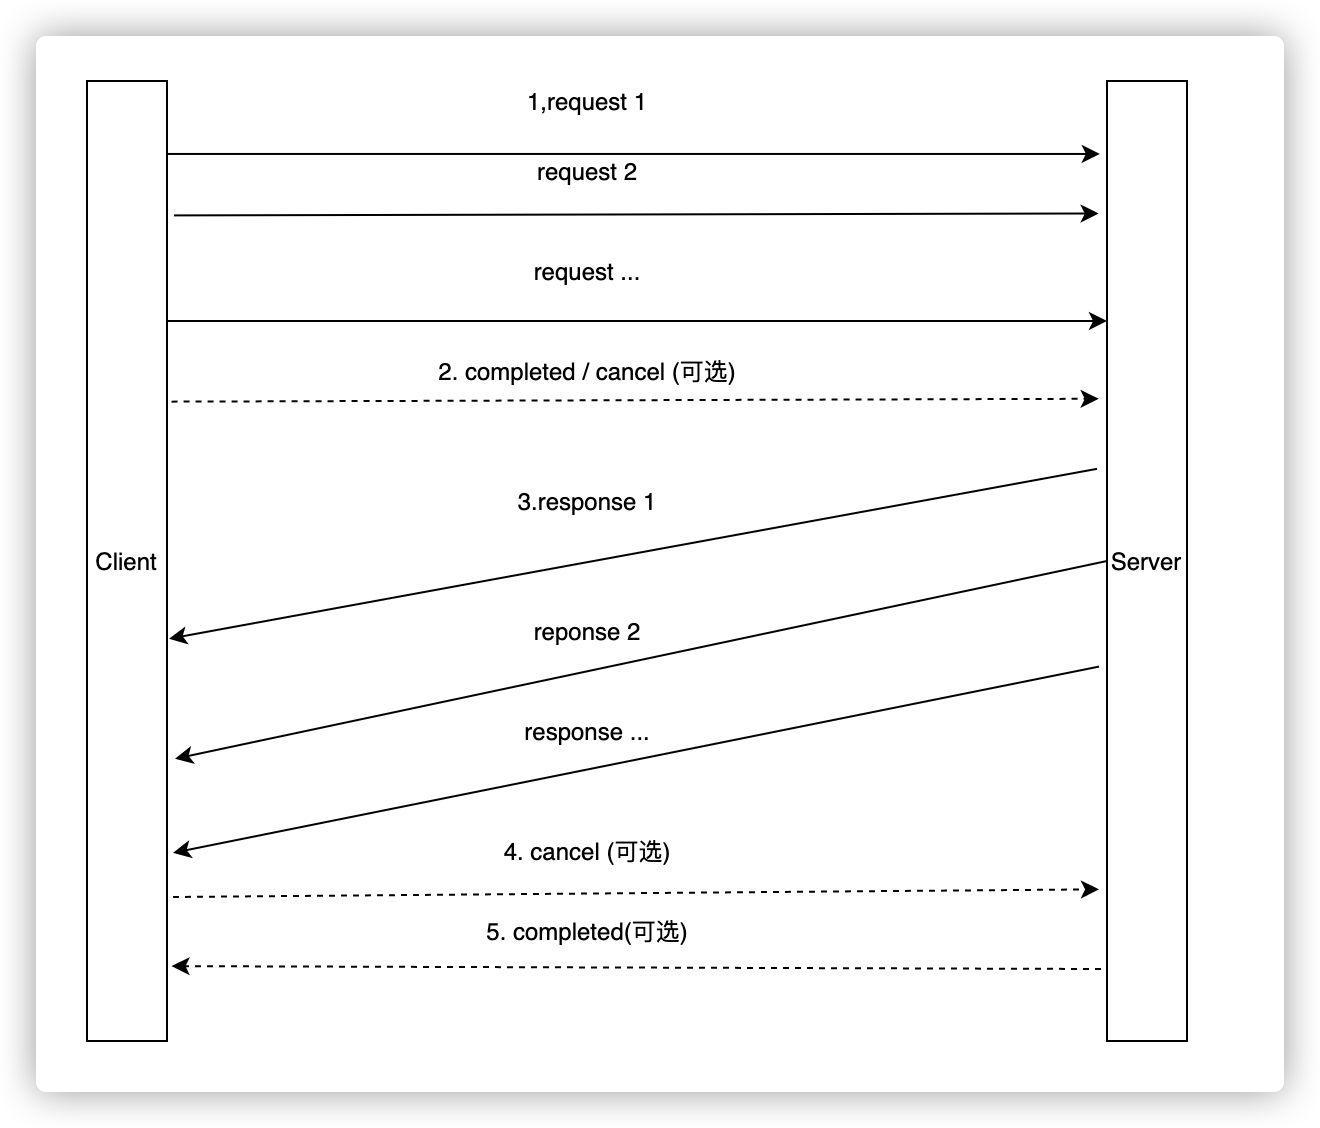 1,request 1
request 2
request ...
2. completed / cancel (可选)
3.response 1
Client
Server
reponse 2
response ...
4. cancel (可选)
5. completed(可选)